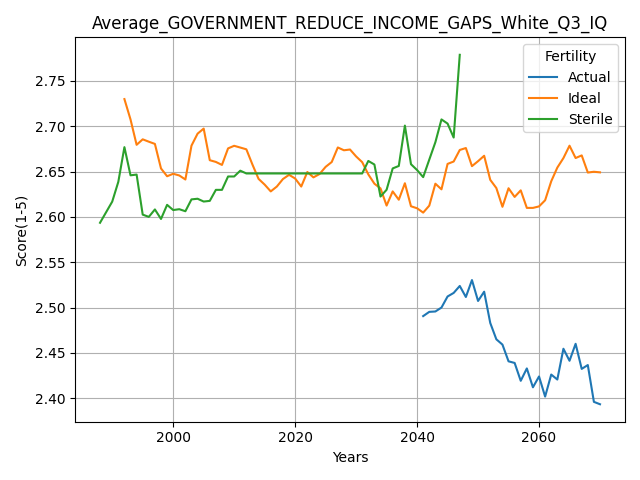 Average_GOVERNMENT_REDUCE_INCOME_GAPS_White_Q3_IQ
Fertility
Actual
Ideal
Sterile
Score(1-5)
2.75
2.70
2.65
2.60
2.55
2.50
2.45
2.40
2000
2020
2040
2060
Years